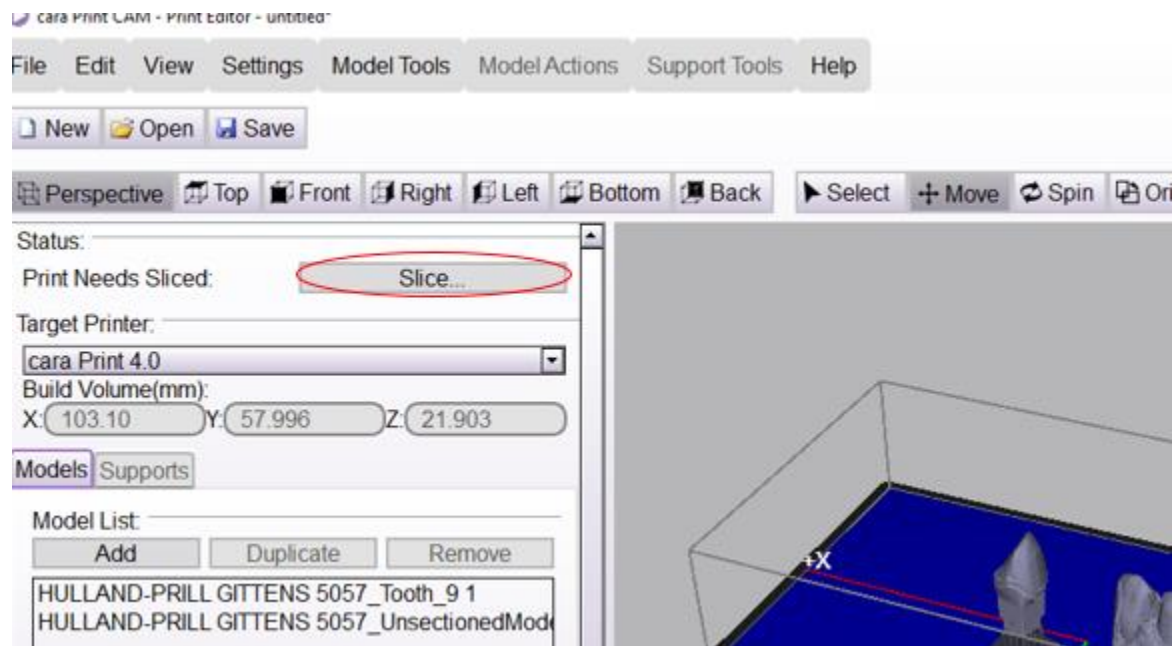 cara Print CAM - Print Editor - untitled*
File Edit View Settings Model Tools Model Actions Support Tools Help
New Open Save
Perspective Top Front Right Left Bottom Back Select Move Spin Ori
Status:
Print Needs Sliced: Slice...
Target Printer:
cara Print 4.0
Build Volume(mm):
X: 103.10 Y: 57.996 Z: 21.903
Models Supports
Model List:
Add Duplicate Remove
HULLAND-PRILL GITTENS 5057_Tooth_9 1
HULLAND-PRILL GITTENS 5057_UnsectionedMode
+X